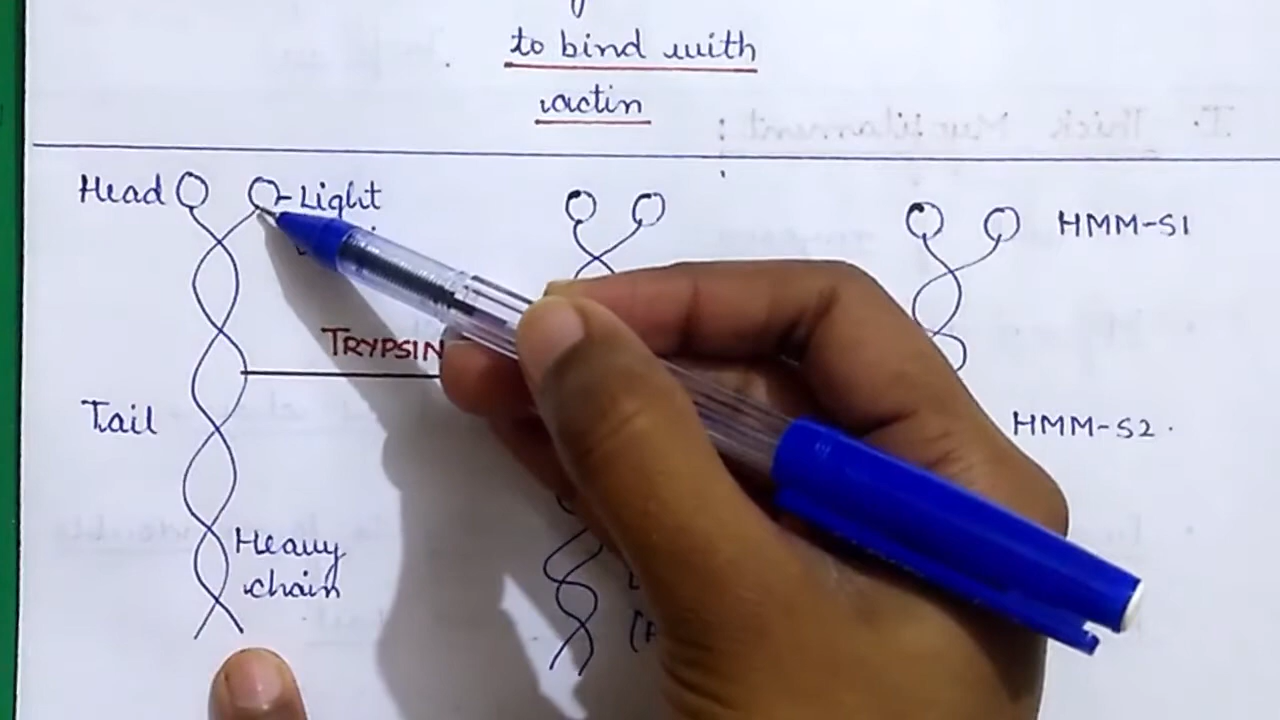 to bind with
actin
Head
Light
TRYPSIN
Tail
Heavy
chain
HMM-S1
HMM-S2.